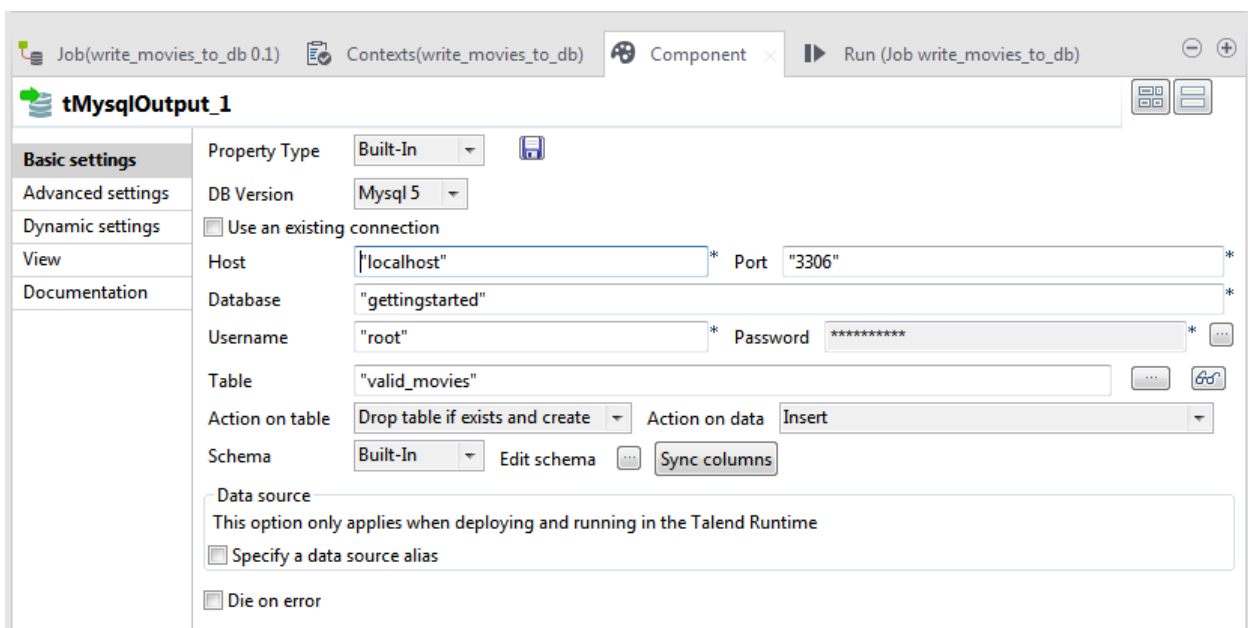 Job(write_movies_to_db 0.1) Contexts(write_movies_to_db) Component Run (Job write_movies_to_db)
tMysqlOutput_1
Basic settings
Advanced settings
Dynamic settings
View
Documentation
Property Type Built-In
DB Version Mysql 5
Use an existing connection
Host "localhost" * Port "3306" *
Database "gettingstarted" *
Username "root" * Password ********** * ...
Table "valid_movies" ...
Action on table Drop table if exists and create Action on data Insert
Schema Built-In Edit schema ... Sync columns
Data source
This option only applies when deploying and running in the Talend Runtime
Specify a data source alias
Die on error